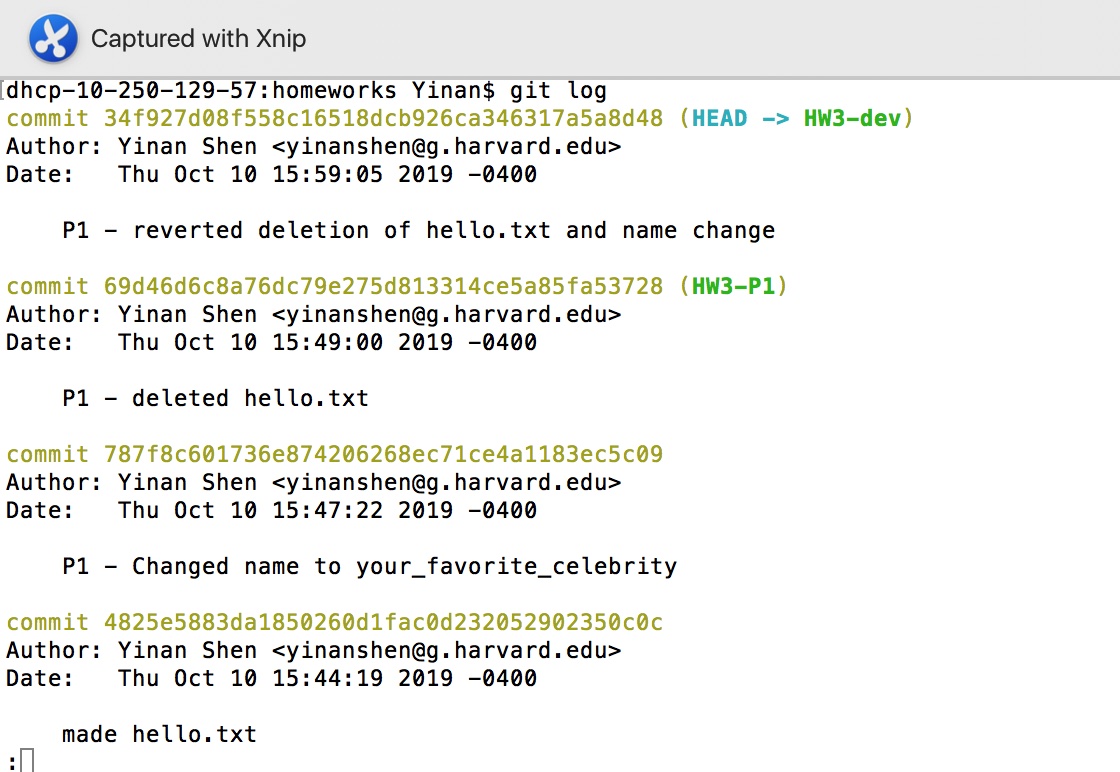 Captured with Xnip
[dhcp-10-250-129-57:homeworks Yinan$ git log
commit 34f927d08f558c16518dcb926ca346317a5a8d48 (HEAD -> HW3-dev)
Author: Yinan Shen <yinanshen@g.harvard.edu>
Date:   Thu Oct 10 15:59:05 2019 -0400
    P1 - reverted deletion of hello.txt and name change
commit 69d46d6c8a76dc79e275d813314ce5a85fa53728 (HW3-P1)
Author: Yinan Shen <yinanshen@g.harvard.edu>
Date:   Thu Oct 10 15:49:00 2019 -0400
    P1 - deleted hello.txt
commit 787f8c601736e874206268ec71ce4a1183ec5c09
Author: Yinan Shen <yinanshen@g.harvard.edu>
Date:   Thu Oct 10 15:47:22 2019 -0400
    P1 - Changed name to your_favorite_celebrity
commit 4825e5883da1850260d1fac0d232052902350c0c
Author: Yinan Shen <yinanshen@g.harvard.edu>
Date:   Thu Oct 10 15:44:19 2019 -0400
    made hello.txt
: